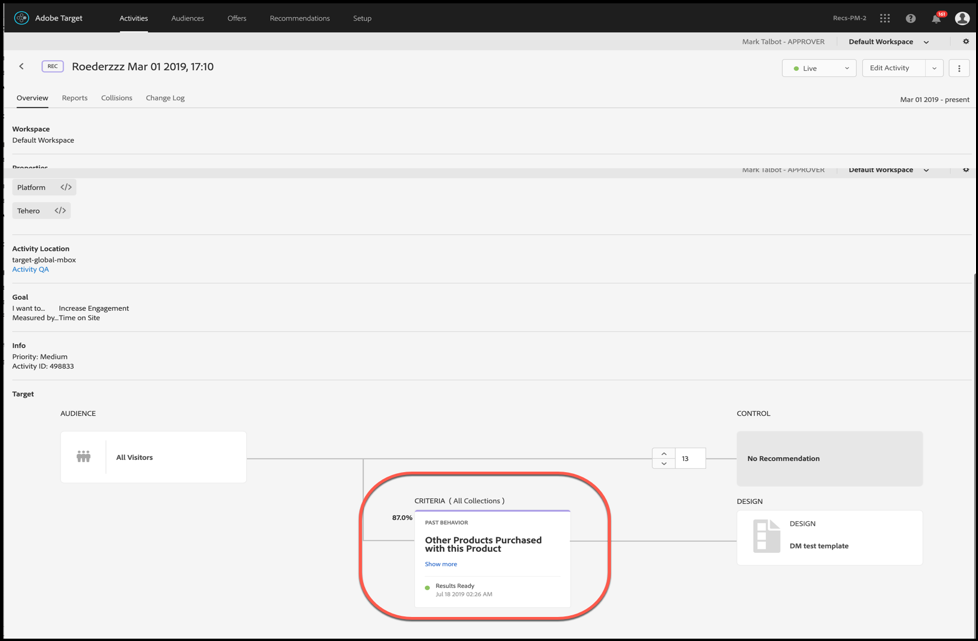 Adobe Target Activities Audiences Offers Recommendations Setup Recs-PM-2
Mark Talbot - APPROVER Default Workspace
REC Roederzzz Mar 01 2019, 17:10 Live Edit Activity
Overview Reports Collisions Change Log Mar 01 2019 - present
Workspace
Default Workspace
Properties
Mark Talbot - APPROVER Default Workspace
Platform </>
Tehero </>
Activity Location
target-global-mbox
Activity QA
Goal
I want to... Increase Engagement
Measured by... Time on Site
Info
Priority: Medium
Activity ID: 498833
Target
AUDIENCE CONTROL
All Visitors 13 No Recommendation
CRITERIA ( All Collections ) DESIGN
87.0%
PAST BEHAVIOR DESIGN
Other Products Purchased
with this Product DM test template
Show more
Results Ready
Jul 18 2019 02:26 AM